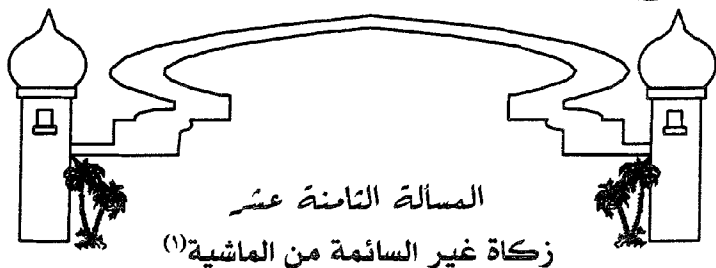 المسألة الثامنة عشر
زكاة غير السائمة من الماشية(١)